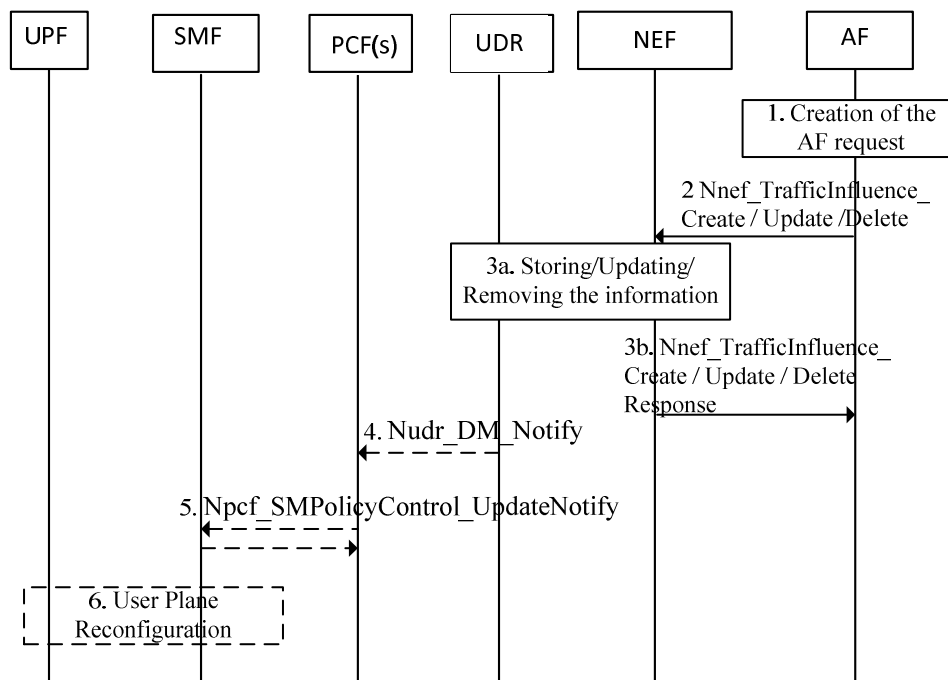 UPF
SMF
PCF(s)
UDR
NEF
AF
1. Creation of the
AF request
2 Nnef_TrafficInfluence_
Create / Update /Delete
3a. Storing/Updating/
Removing the information
3b. Nnef_TrafficInfluence_
Create / Update / Delete
Response
4. Nudr_DM_Notify
5. Npcf_SMPolicyControl_UpdateNotify
6. User Plane
Reconfiguration